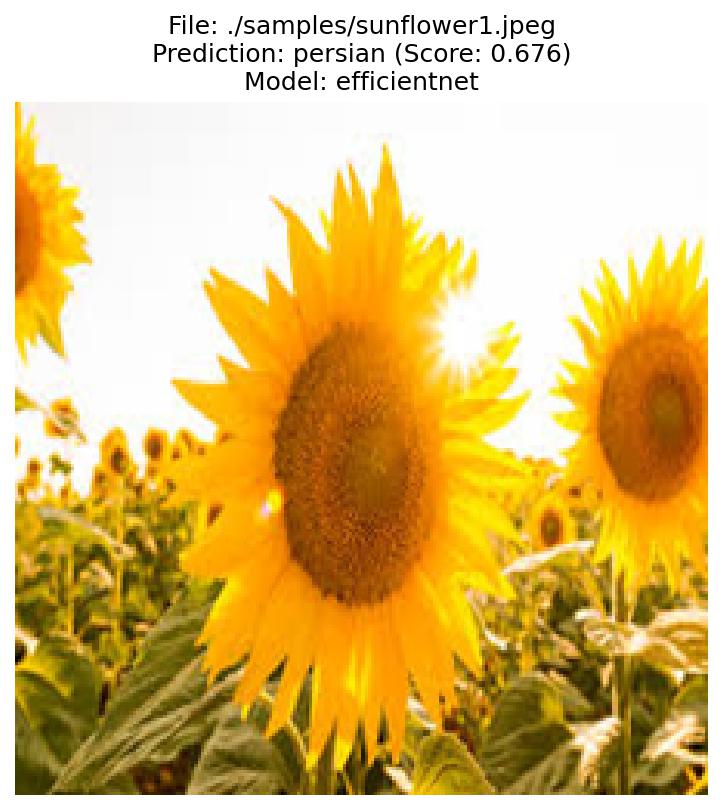 File: ./samples/sunflower1.jpeg
Prediction: persian (Score: 0.676)
Model: efficientnet